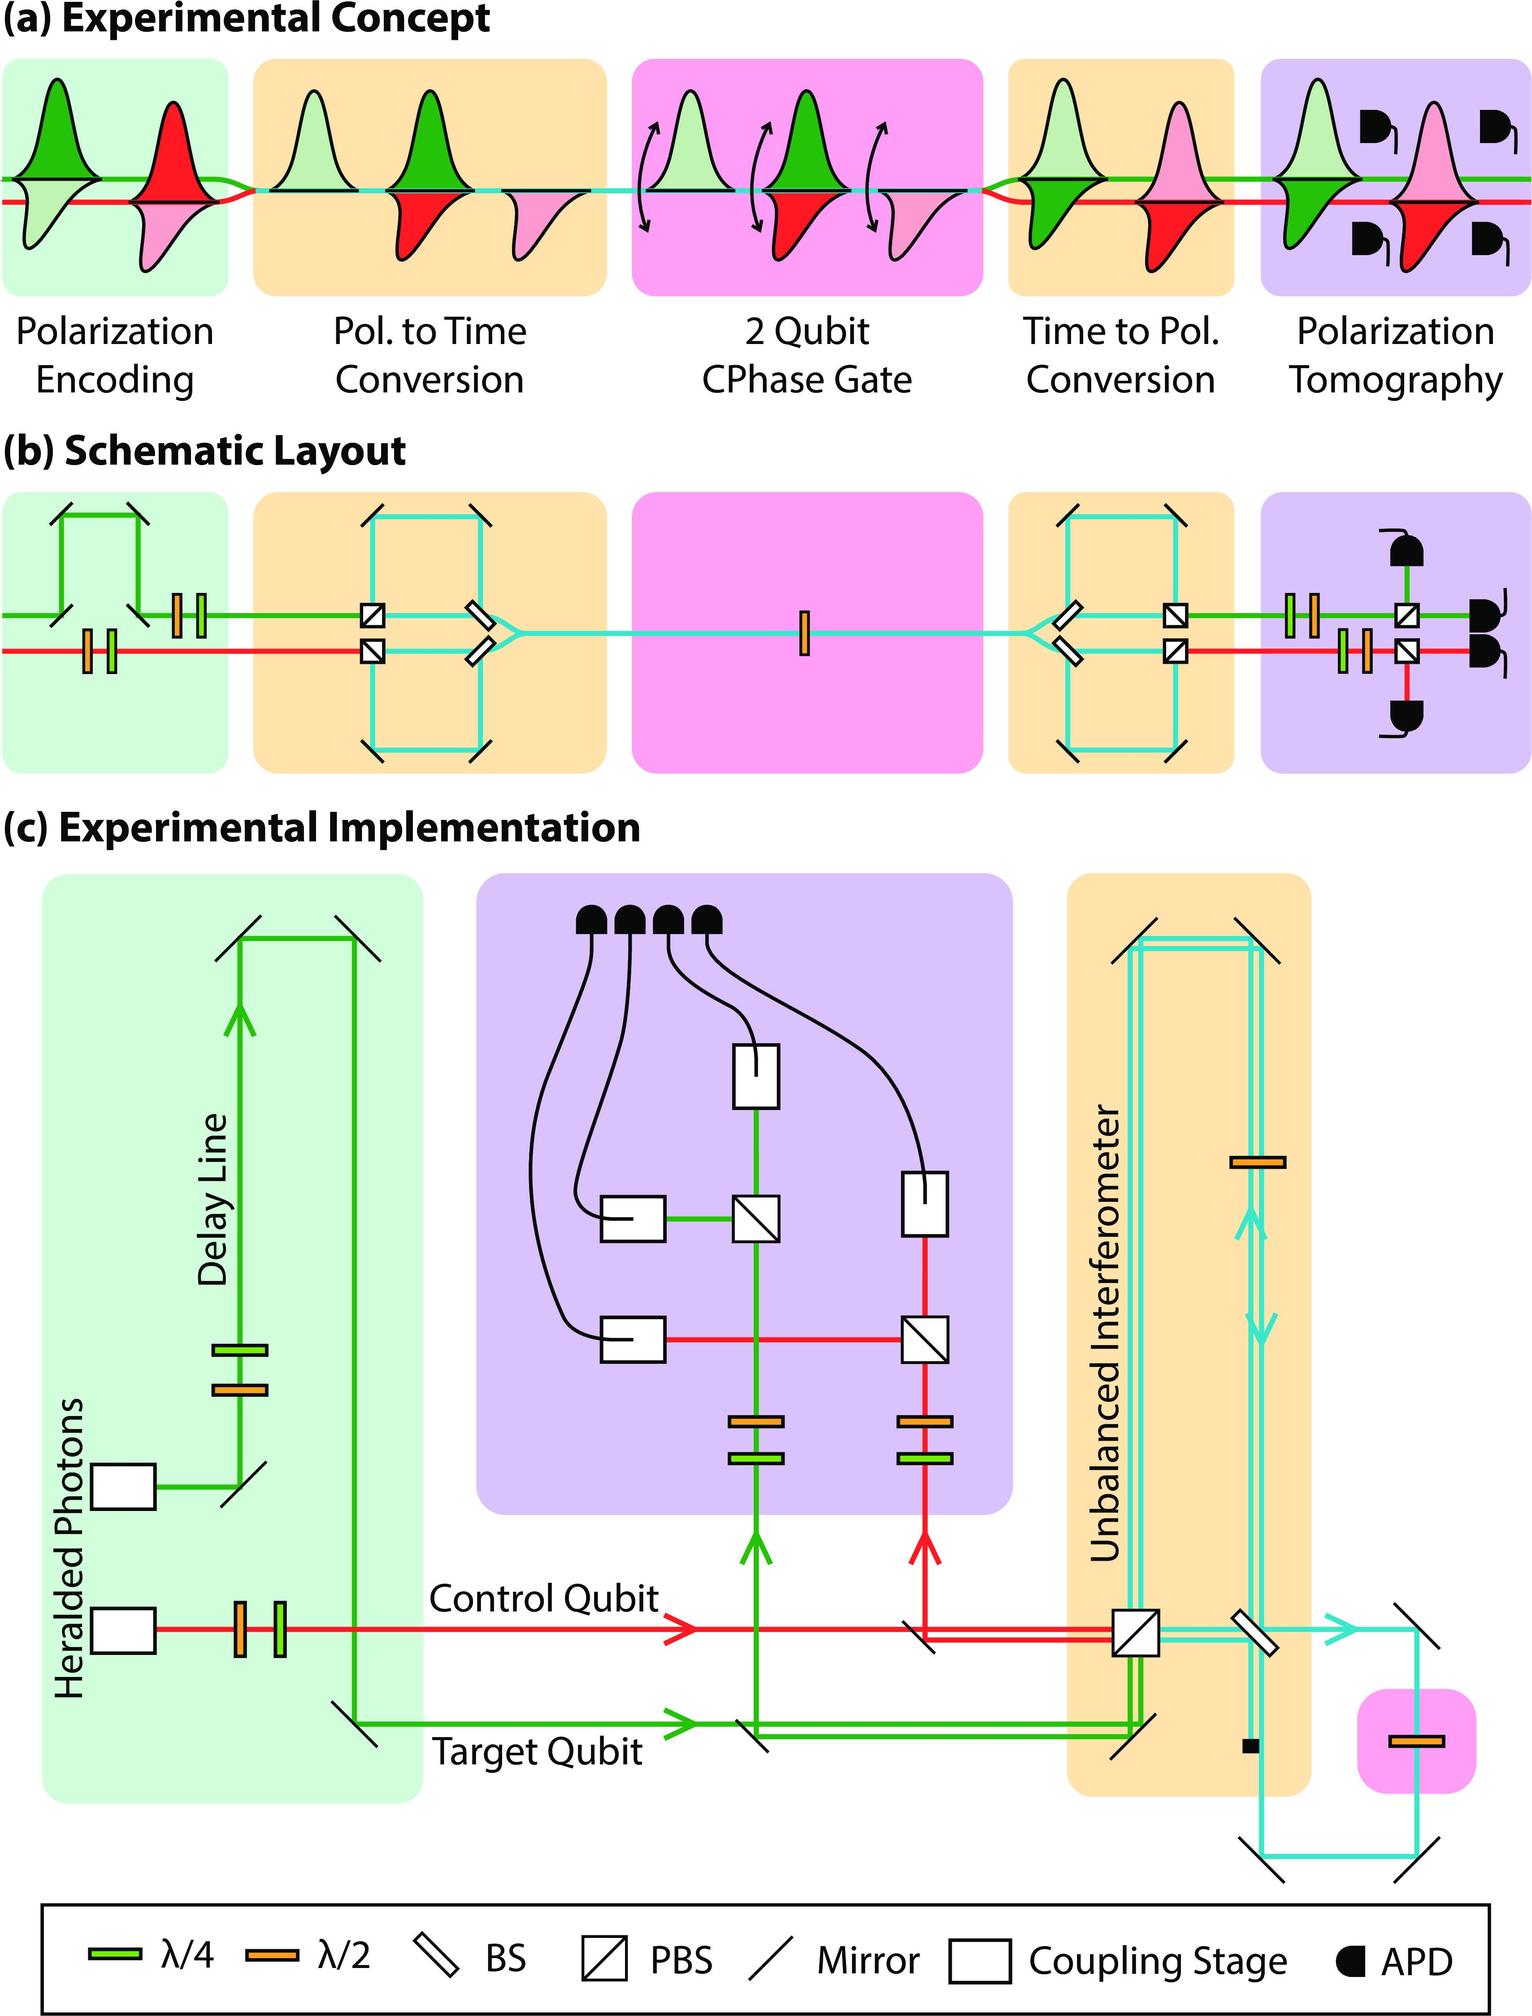 (a) Experimental Concept
Polarization
Encoding
Pol. to Time
Conversion
2 Qubit
CPhase Gate
Time to Pol.
Conversion
Polarization
Tomography
(b) Schematic Layout
(c) Experimental Implementation
Delay Line
Heralded Photons
Unbalanced Interferometer
Control Qubit
Target Qubit
λ/4
λ/2
BS
PBS
Mirror
Coupling Stage
APD